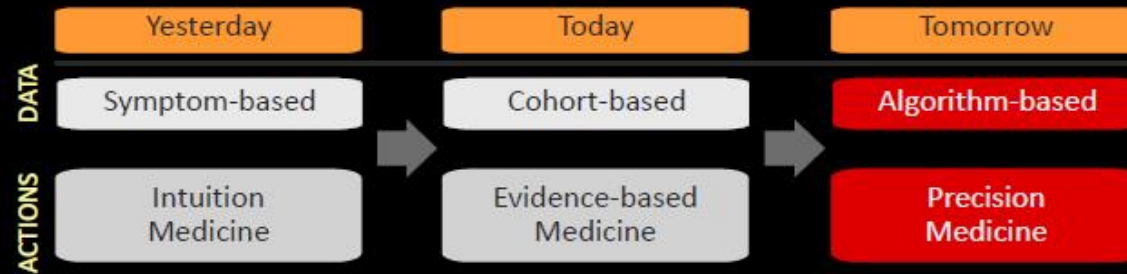 Yesterday
Today
Tomorrow
DATA
Symptom-based
Cohort-based
Algorithm-based
ACTIONS
Intuition
Medicine
Evidence-based
Medicine
Precision
Medicine